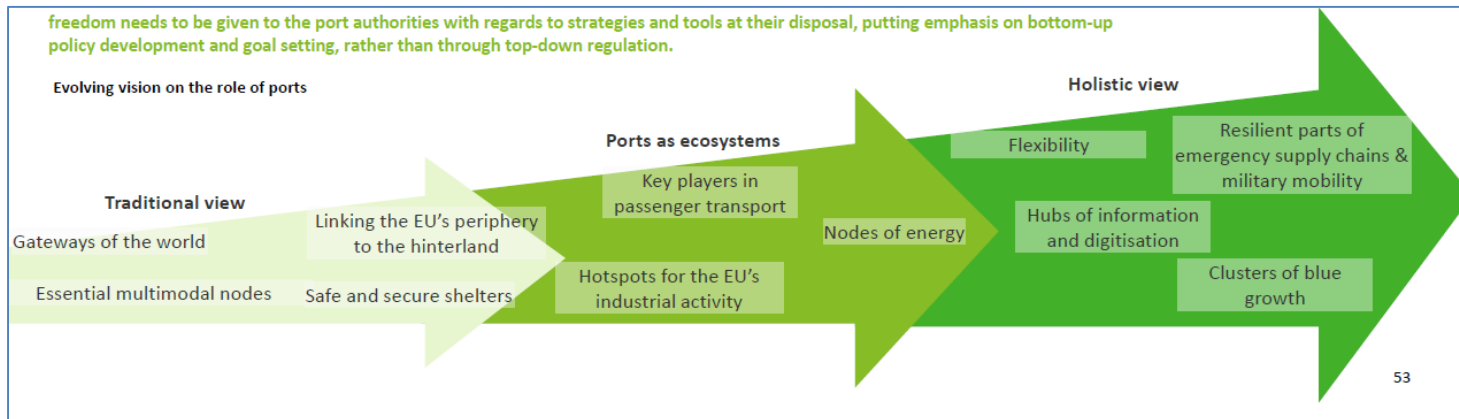 freedom needs to be given to the port authorities with regards to strategies and tools at their disposal, putting emphasis on bottom-up
policy development and goal setting, rather than through top-down regulation.
Evolving vision on the role of ports
Traditional view
Gateways of the world
Essential multimodal nodes
Linking the EU’s periphery
to the hinterland
Safe and secure shelters
Ports as ecosystems
Key players in
passenger transport
Hotspots for the EU’s
industrial activity
Nodes of energy
Holistic view
Flexibility
Resilient parts of
emergency supply chains &
military mobility
Hubs of information
and digitisation
Clusters of blue
growth
53